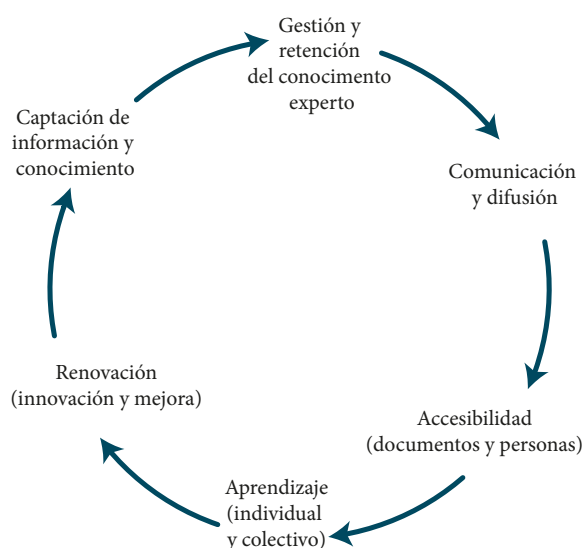 Gestión y
retención
del conocimento
experto
Comunicación
y difusión
Accesibilidad
(documentos y personas)
Aprendizaje
(individual
y colectivo)
Renovación
(innovación y mejora)
Captación de
información y
conocimiento